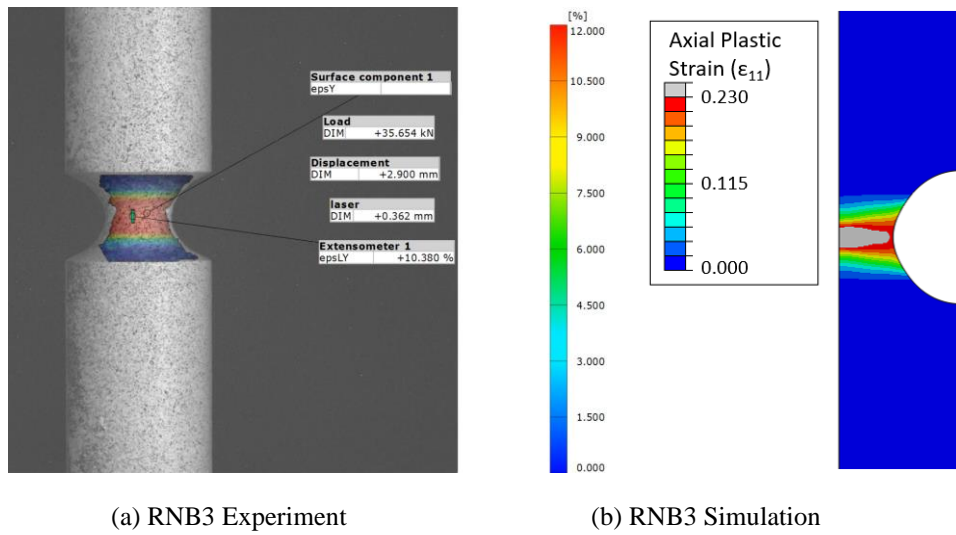 Surface component 1
epsY
Load
DIM +35.654 kN
Displacement
DIM +2.900 mm
laser
DIM +0.362 mm
Extensometer 1
epsLY +10.380 %
[%]
12.000
10.500
9.000
7.500
6.000
4.500
3.000
1.500
0.000
Axial Plastic
Strain (ε₁₁)
0.230
0.115
0.000
(a) RNB3 Experiment
(b) RNB3 Simulation